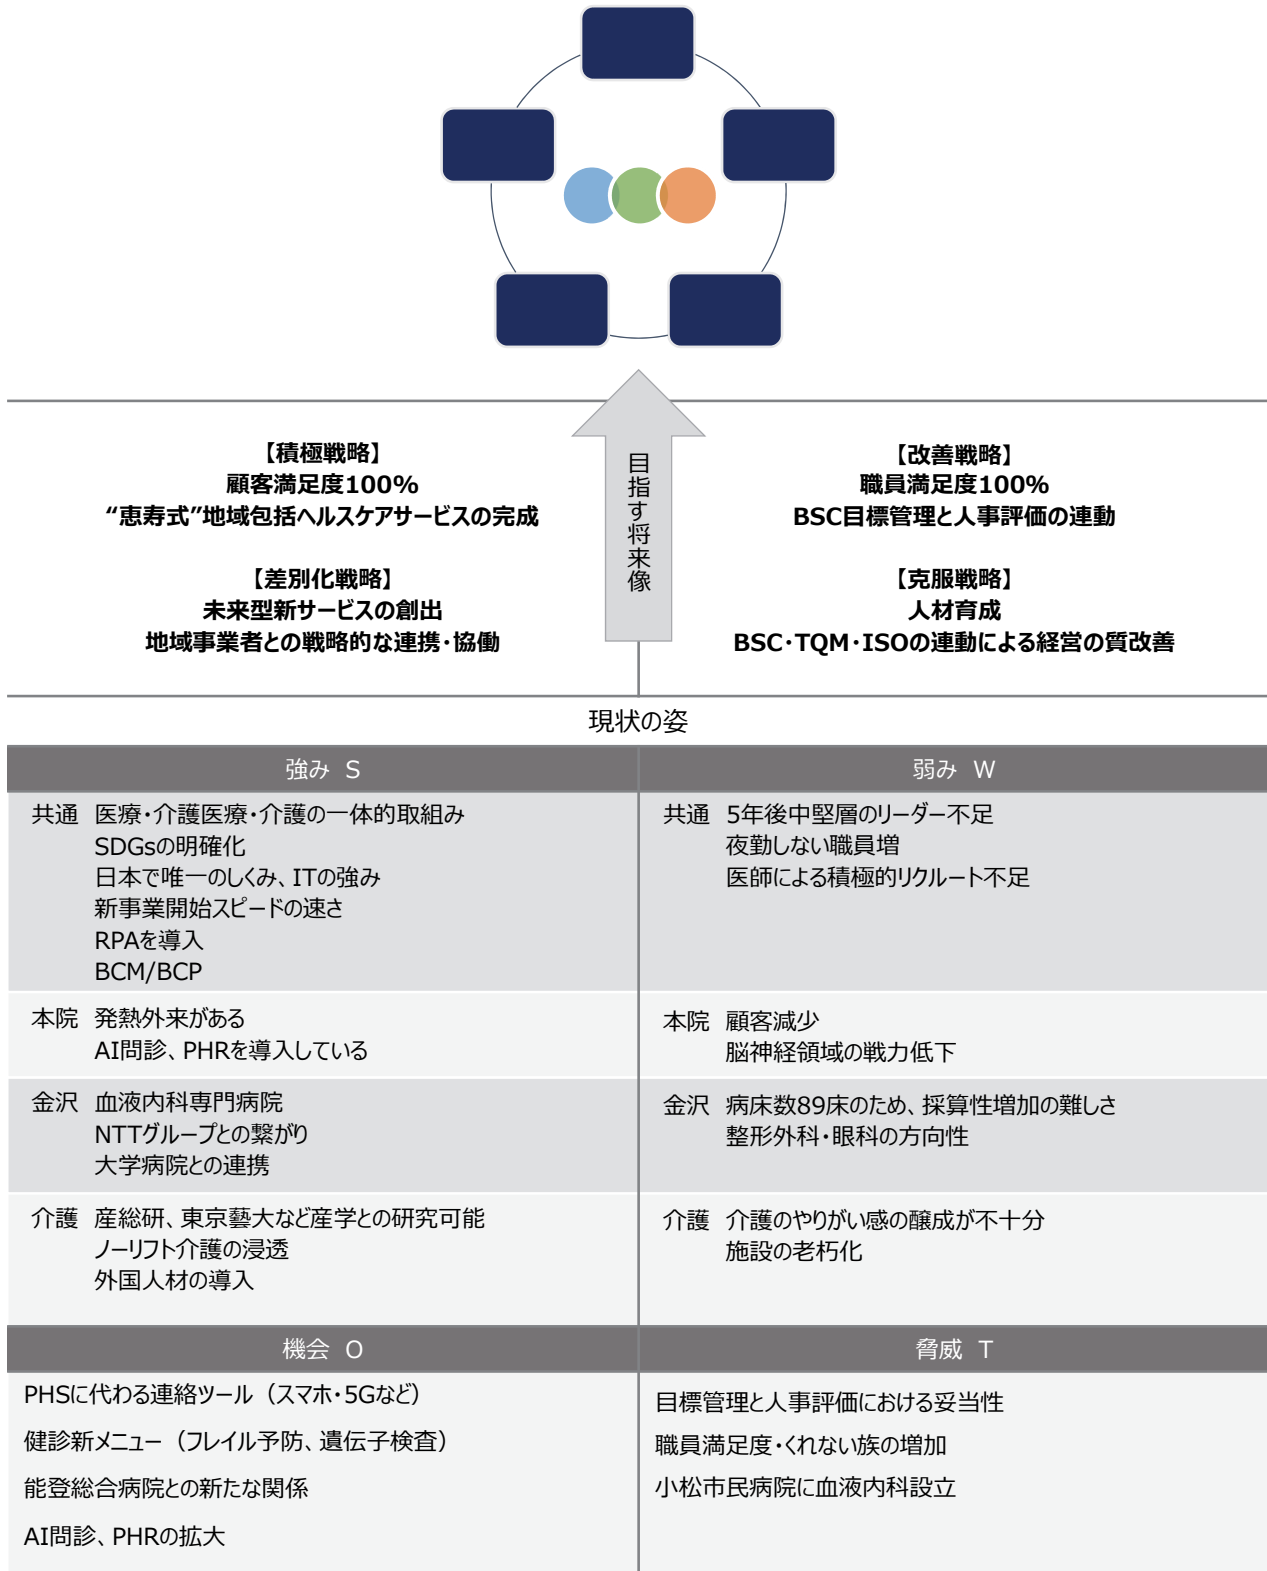 【積極戦略】
顧客満足度100%
“恵寿式”地域包括ヘルスケアサービスの完成
【差別化戦略】
未来型新サービスの創出
地域事業者との戦略的な連携・協働
目指す将来像
【改善戦略】
職員満足度100%
BSC目標管理と人事評価の連動
【克服戦略】
人材育成
BSC・TQM・ISOの連動による経営の質改善
現状の姿
強み S
共通 医療・介護医療・介護の一体的取組み
SDGsの明確化
日本で唯一のしくみ、ITの強み
新事業開始スピードの速さ
RPAを導入
BCM/BCP
本院 発熱外来がある
AI問診、PHRを導入している
金沢 血液内科専門病院
NTTグループとの繋がり
大学病院との連携
介護 産総研、東京藝大など産学との研究可能
ノーリフト介護の浸透
外国人材の導入
弱み W
共通 5年後中堅層のリーダー不足
夜勤しない職員増
医師による積極的リクルート不足
本院 顧客減少
脳神経領域の戦力低下
金沢 病床数89床のため、採算性増加の難しさ
整形外科・眼科の方向性
介護 介護のやりがい感の醸成が不十分
施設の老朽化
機会 O
PHSに代わる連絡ツール（スマホ・5Gなど）
健診新メニュー（フレイル予防、遺伝子検査）
能登総合病院との新たな関係
AI問診、PHRの拡大
脅威 T
目標管理と人事評価における妥当性
職員満足度・くれない族の増加
小松市民病院に血液内科設立